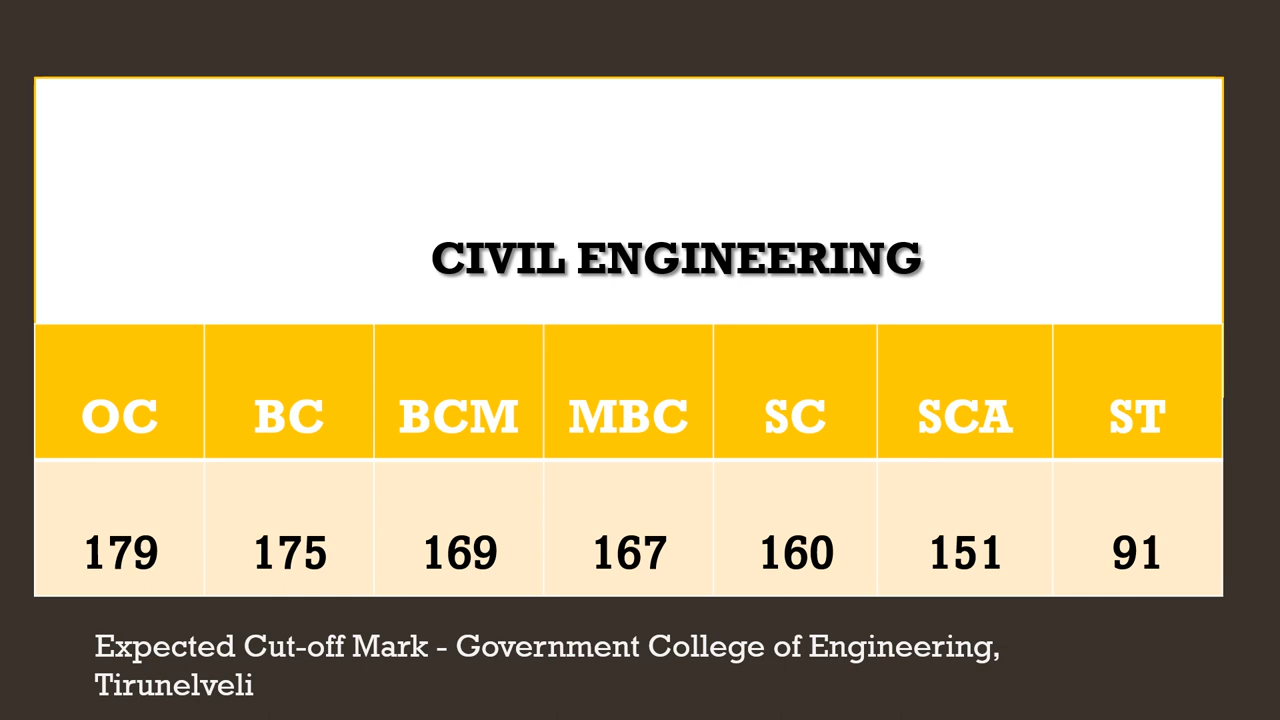 CIVIL ENGINEERING
OC BC BCM MBC SC SCA ST
179 175 169 167 160 151 91
Expected Cut-off Mark - Government College of Engineering,
Tirunelveli